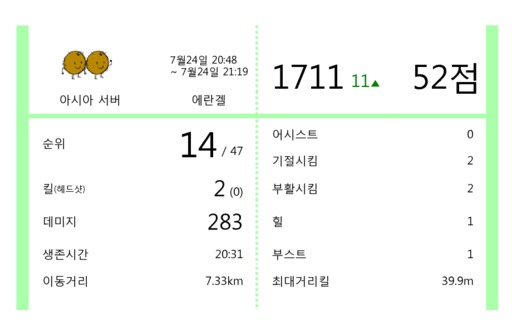 7월24일 20:48
~ 7월24일 21:19
아시아 서버
에란겔
1711 11▲ 52점
순위 14 / 47
킬(헤드샷) 2 (0)
데미지 283
생존시간 20:31
이동거리 7.33km
어시스트 0
기절시킴 2
부활시킴 2
힐 1
부스트 1
최대거리킬 39.9m